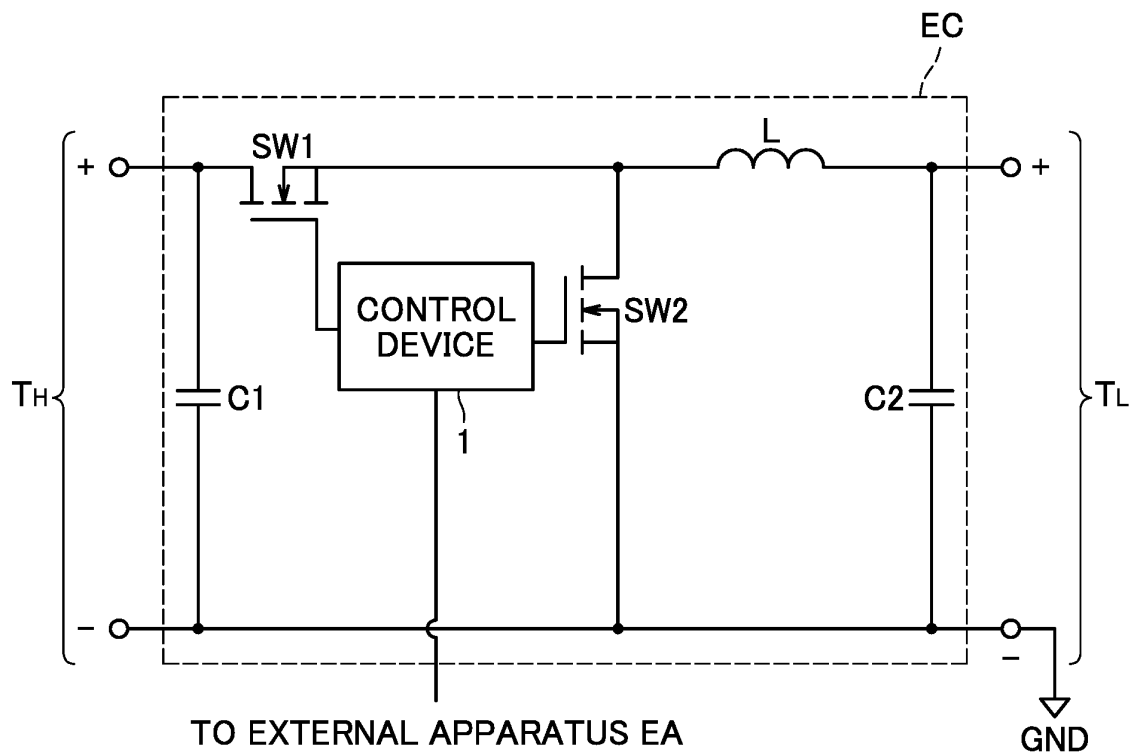 EC
SW1
L
+
+
CONTROL
DEVICE
SW2
TH
C1
1
C2
TL
−
−
TO EXTERNAL APPARATUS EA
GND